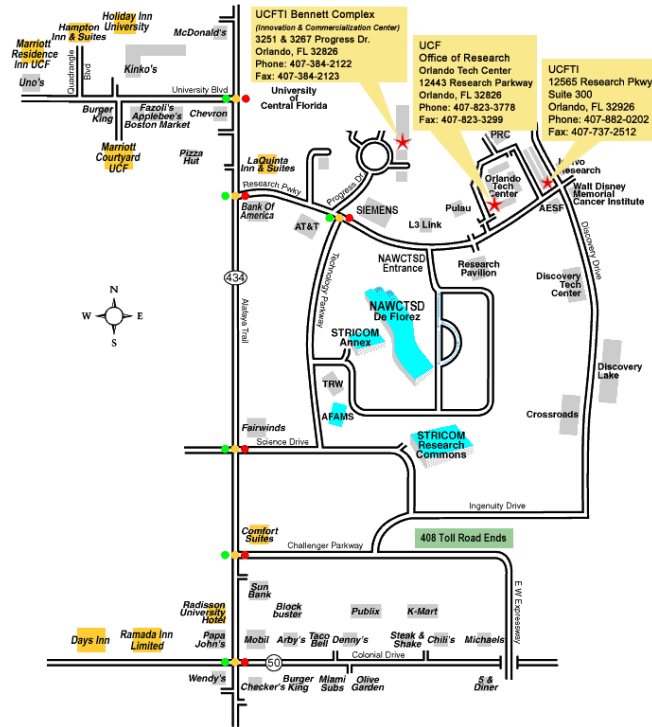 UCFTI Bennett Complex
(Innovation & Commercialization Center)
3251 & 3267 Progress Dr.
Orlando, FL 32826
Phone: 407-384-2122
Fax: 407-384-2123
UCF
Office of Research
Orlando Tech Center
12443 Research Parkway
Orlando, FL 32826
Phone: 407-823-3778
Fax: 407-823-3299
UCFTI
12565 Research Pkwy
Suite 300
Orlando, FL 32926
Phone: 407-882-0202
Fax: 407-737-2512
Holiday Inn
University
Hampton
Inn & Suites
McDonald's
Marriott
Residence
Inn UCF
Quadrangle
Blvd
Kinko's
Uno's
University Blvd
University
of
Central Florida
Burger
King
Fazoli's
Applebee's
Boston Market
Chevron
Marriott
Courtyard
UCF
Pizza
Hut
LaQuinta
Inn & Suites
Research Pkwy
Progress Dr.
Bank Of
America
AT&T
SIEMENS
L3 Link
Pulau
PRC
Orlando
Tech
Center
Research
Walt Disney
Memorial
Cancer Institute
AESF
Research
Pavilion
Discovery Drive
Discovery
Tech
Center
NAWCTSD
Entrance
Technology Parkway
434
Alafaya Trail
N
W
E
S
NAWCTSD
De Florez
STRICOM
Annex
TRW
AFAMS
Discovery
Lake
Crossroads
Fairwinds
Science Drive
STRICOM
Research
Commons
Ingenuity Drive
Comfort
Suites
Challenger Parkway
408 Toll Road Ends
E W Expressway
Sun
Bank
Radisson
University
Hotel
Block
buster
Publix
K-Mart
Days Inn
Ramada Inn
Limited
Papa
John's
Mobil
Arby's
Taco
Bell
Denny's
Steak &
Shake
Chili's
Michaels
50
Colonial Drive
Wendy's
Checker's
Burger
King
Miami
Subs
Olive
Garden
5 &
Diner